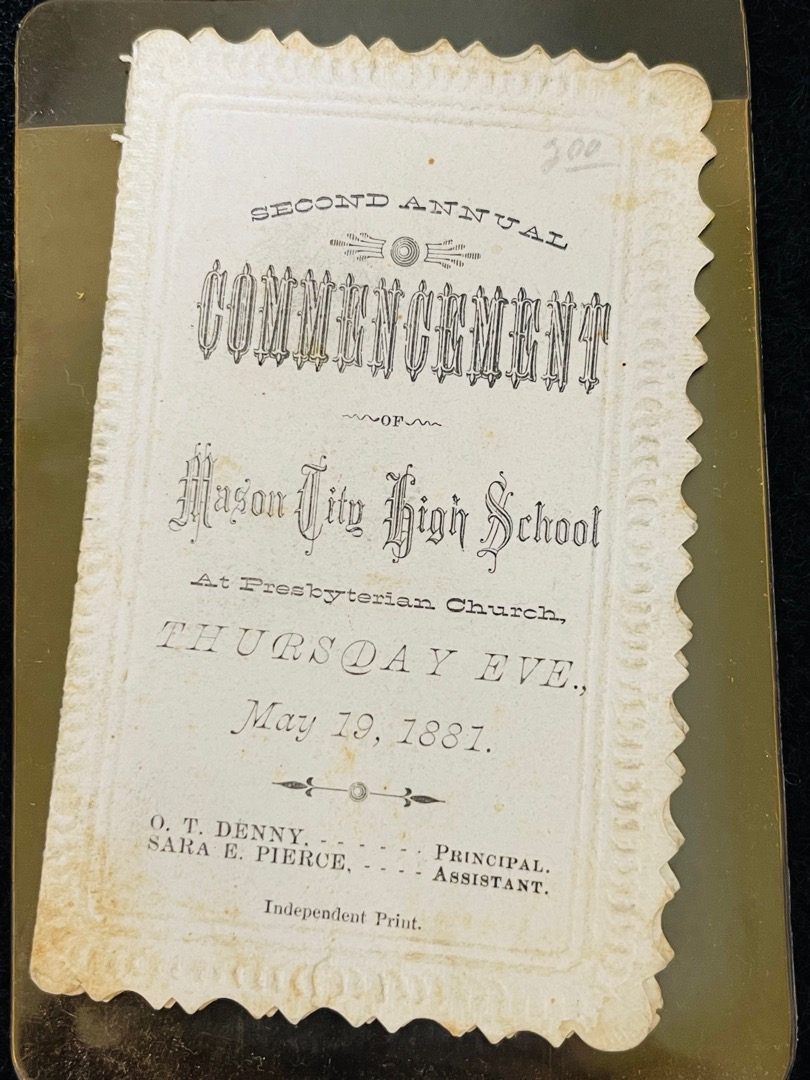 200
SECOND ANNUAL
COMMENCEMENT
OF
Mason City High School
At Presbyterian Church,
THURSDAY EVE.,
May 19, 1881.
O. T. DENNY, - - - - - - - PRINCIPAL.
SARA E. PIERCE, - - - - ASSISTANT.
Independent Print.